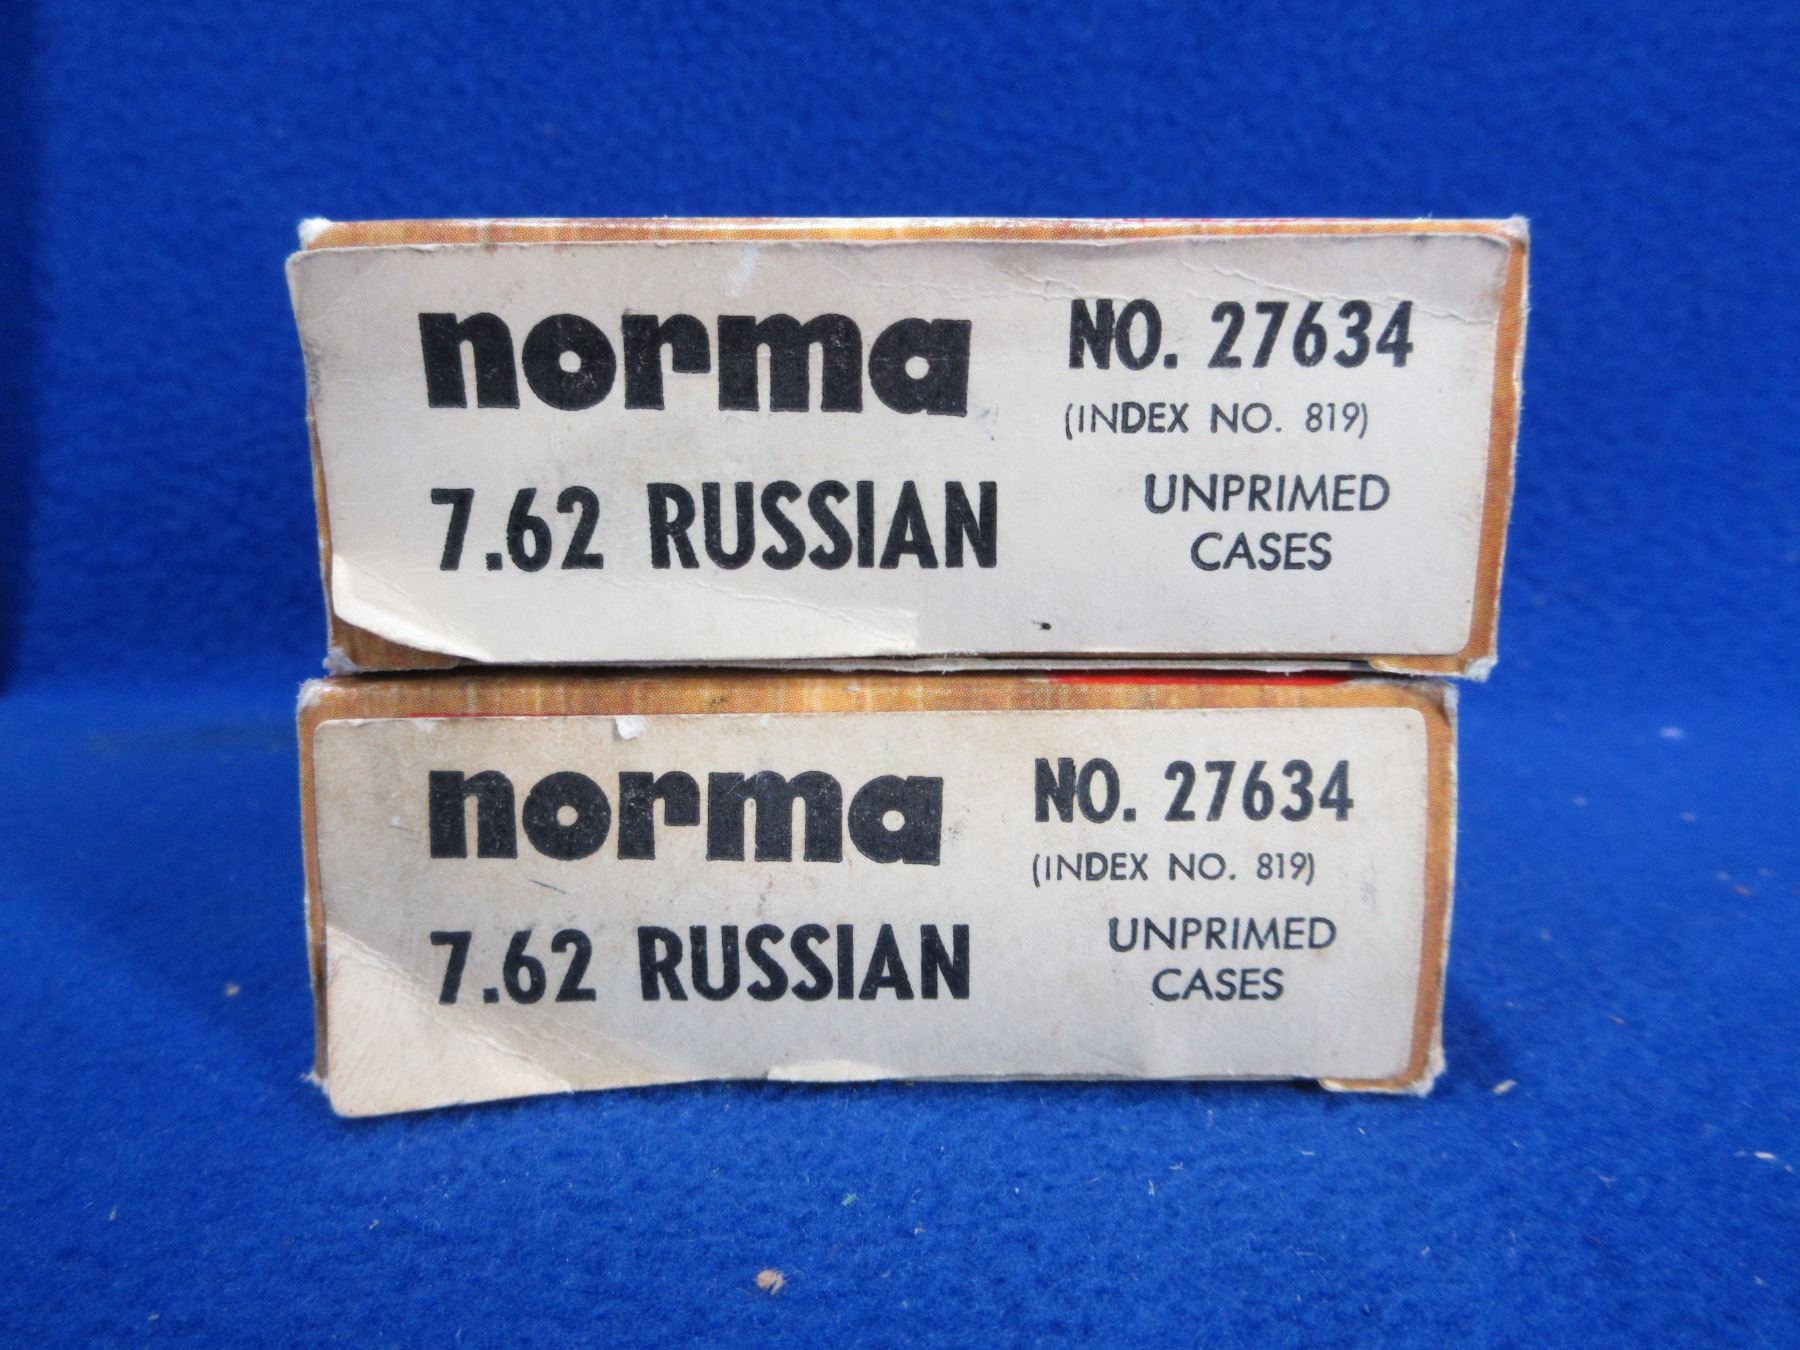 norma NO. 27634
(INDEX NO. 819)
7.62 RUSSIAN UNPRIMED
CASES
norma NO. 27634
(INDEX NO. 819)
7.62 RUSSIAN UNPRIMED
CASES